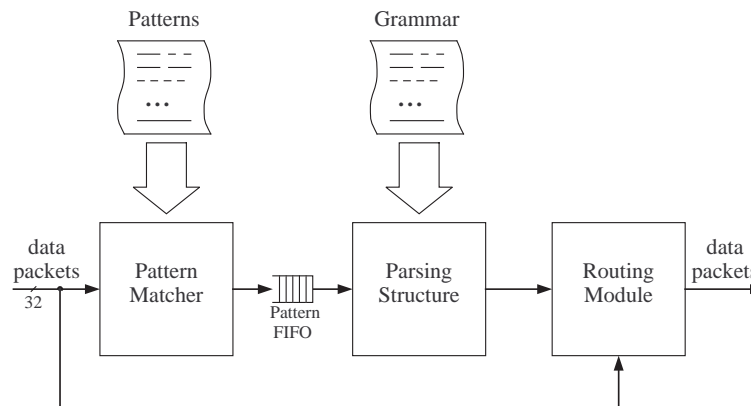 Patterns
Grammar
data
packets
32
Pattern
Matcher
Pattern
FIFO
Parsing
Structure
Routing
Module
data
packets